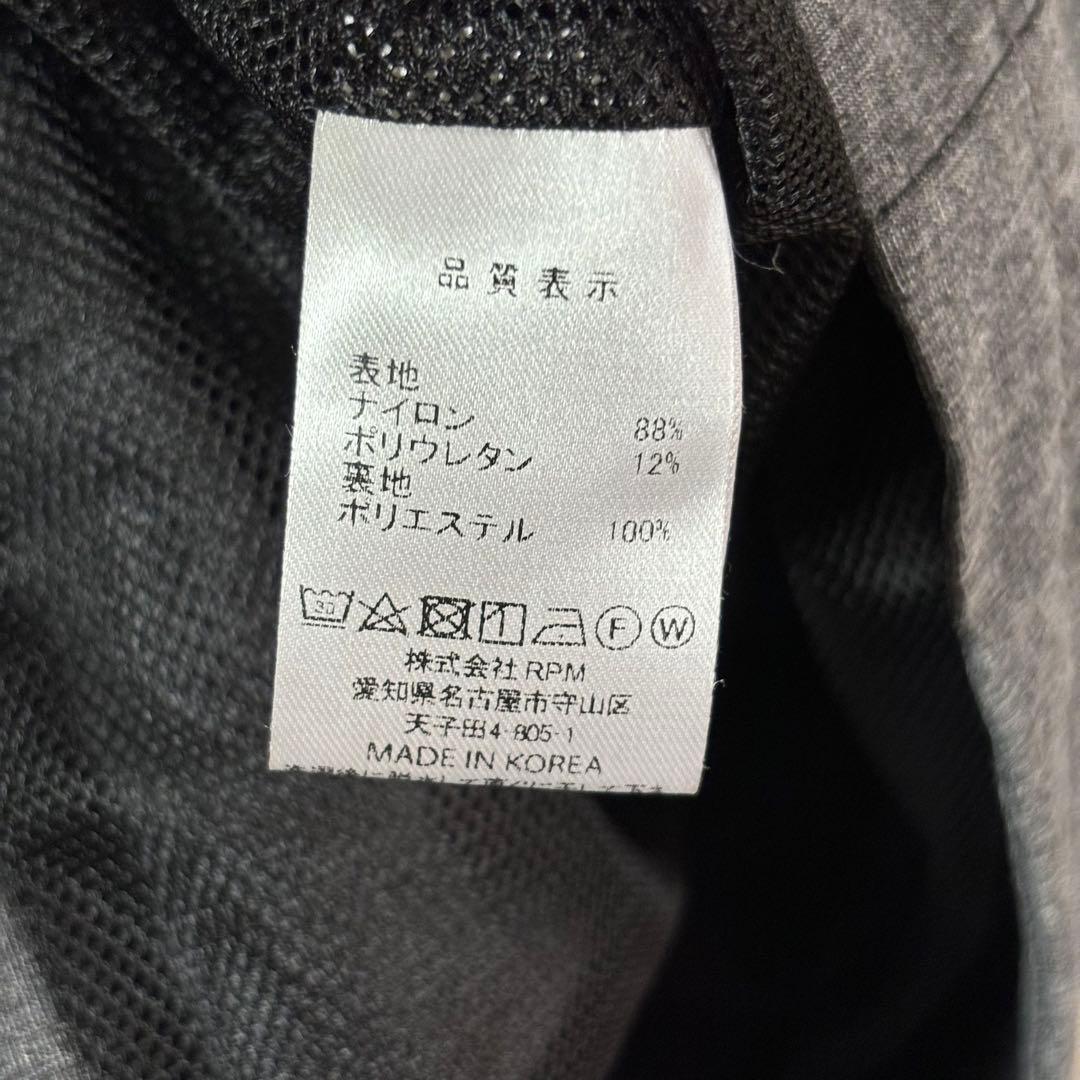 品質表示
表地
ナイロン 88%
ポリウレタン 12%
裏地
ポリエステル 100%
30 F W
株式会社 RPM
愛知県名古屋市守山区
天子田4-805-1
MADE IN KOREA